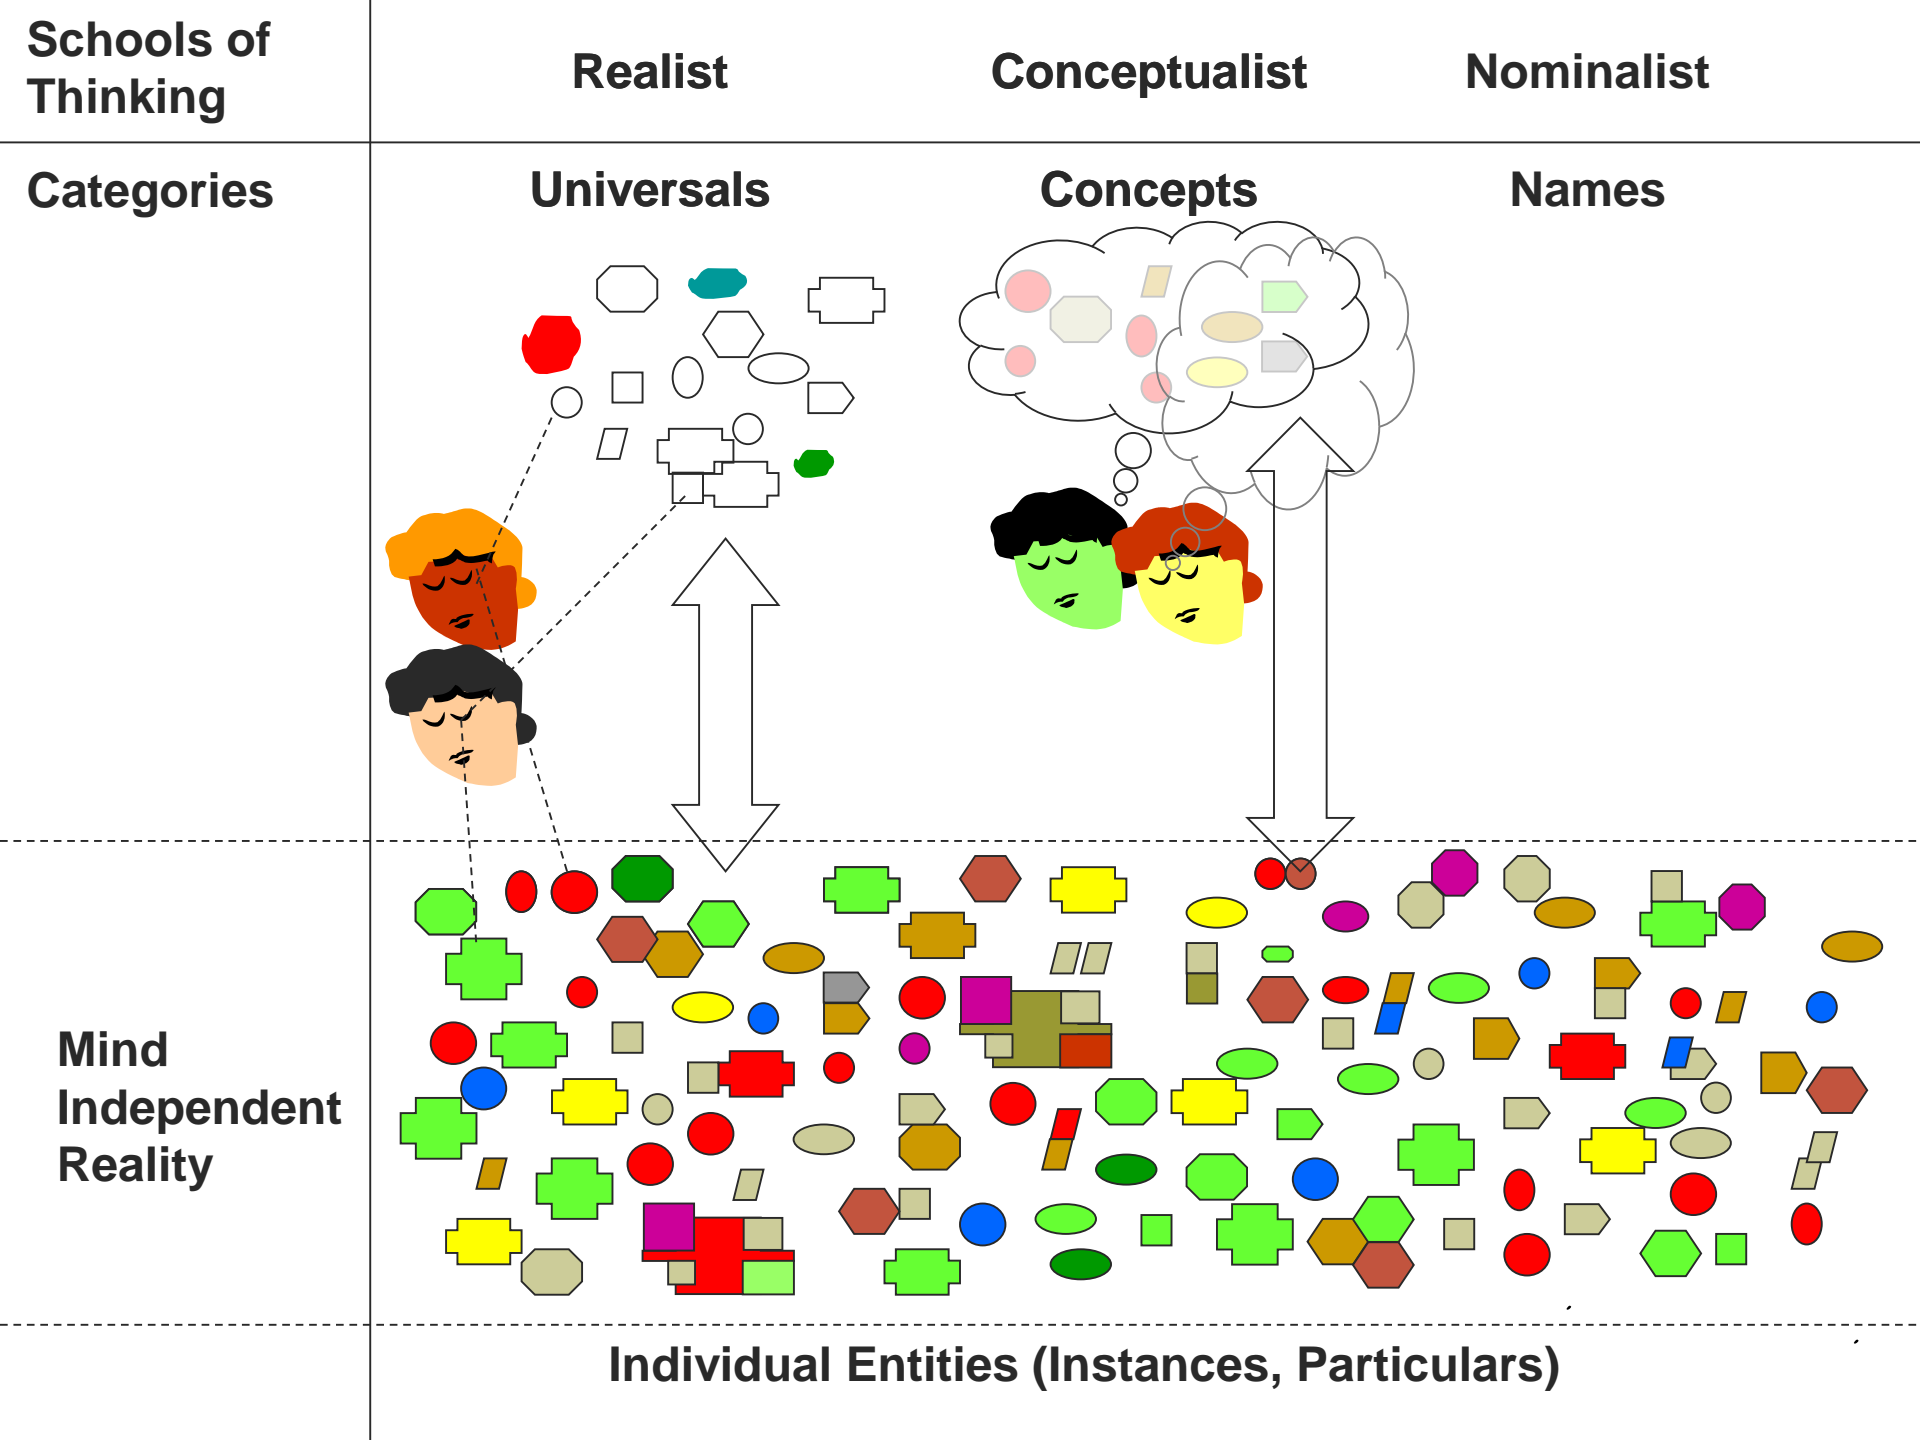 Schools of
Thinking
Realist
Conceptualist
Nominalist
Categories
Universals
Concepts
Names
Mind
Independent
Reality
Individual Entities (Instances, Particulars)